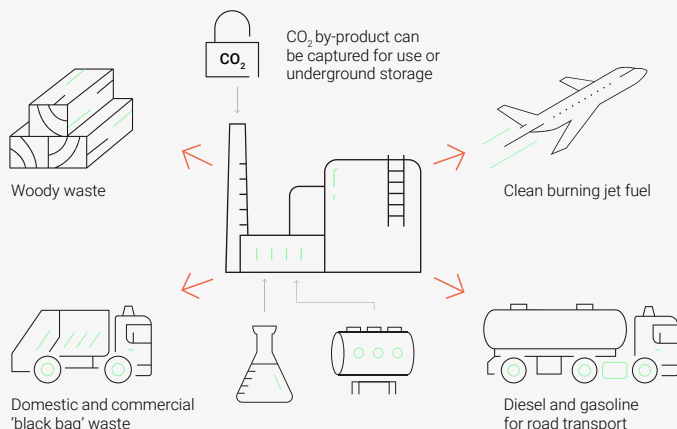 CO₂
CO₂ by-product can
be captured for use or
underground storage
Woody waste
Clean burning jet fuel
Domestic and commercial
‘black bag’ waste
Diesel and gasoline
for road transport